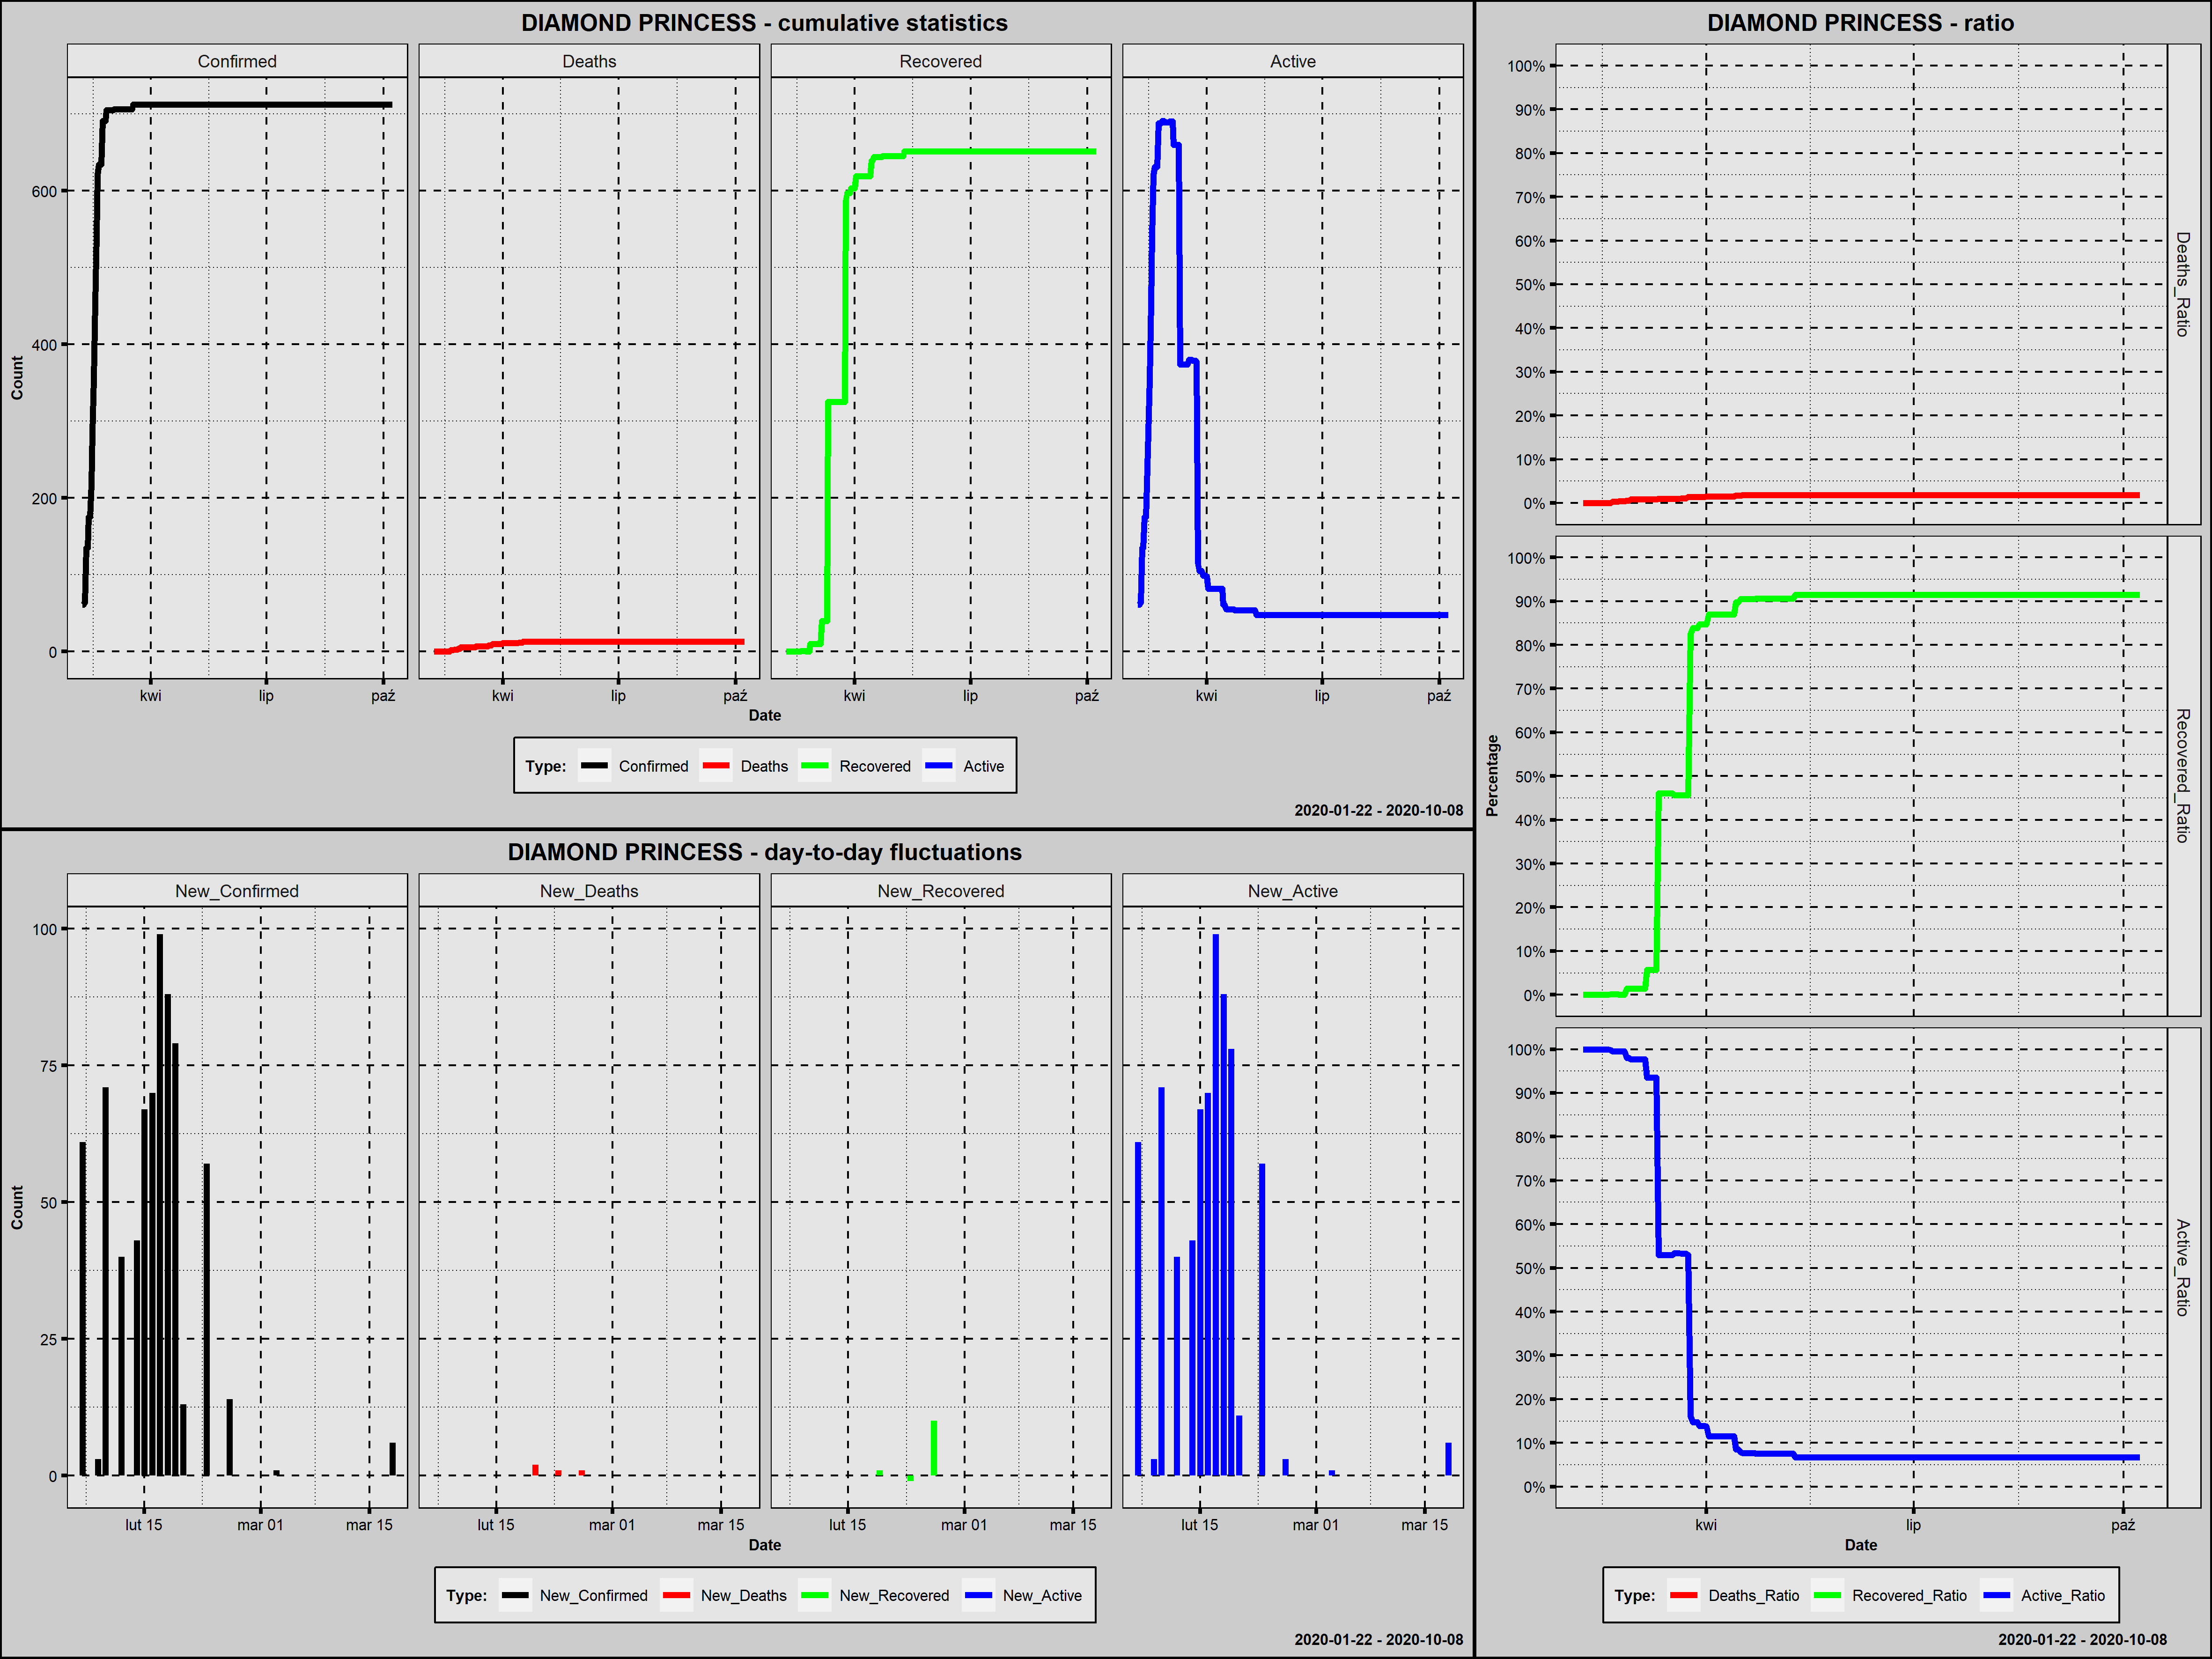 DIAMOND PRINCESS - cumulative statistics
Confirmed Deaths Recovered Active
Count
600
400
200
0
kwi lip paź kwi lip paź kwi lip paź kwi lip paź
Date
Type: Confirmed Deaths Recovered Active
2020-01-22 - 2020-10-08
DIAMOND PRINCESS - day-to-day fluctuations
New_Confirmed New_Deaths New_Recovered New_Active
Count
100
75
50
25
0
lut 15 mar 01 mar 15 lut 15 mar 01 mar 15 lut 15 mar 01 mar 15 lut 15 mar 01 mar 15
Date
Type: New_Confirmed New_Deaths New_Recovered New_Active
2020-01-22 - 2020-10-08
DIAMOND PRINCESS - ratio
Percentage
100%
90%
80%
70%
60%
50%
40%
30%
20%
10%
0%
Deaths_Ratio
100%
90%
80%
70%
60%
50%
40%
30%
20%
10%
0%
Recovered_Ratio
100%
90%
80%
70%
60%
50%
40%
30%
20%
10%
0%
Active_Ratio
kwi lip paź
Date
Type: Deaths_Ratio Recovered_Ratio Active_Ratio
2020-01-22 - 2020-10-08